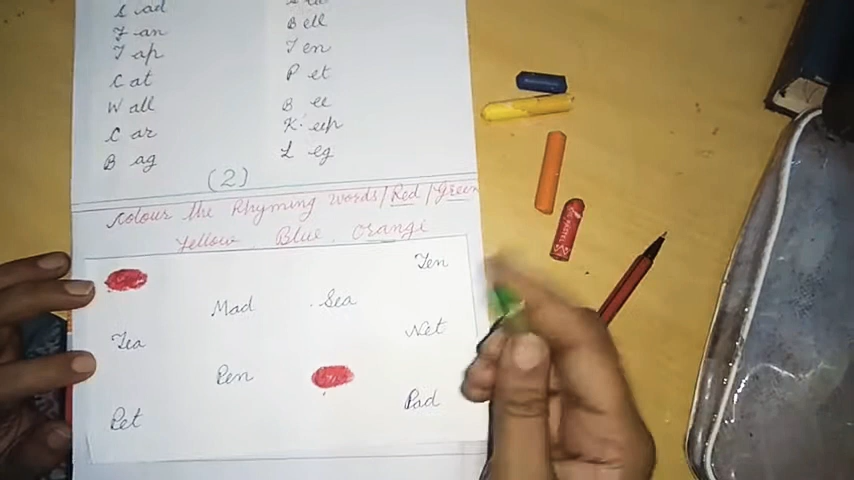 S ad
F an
T ap
C at
W all
C ar
B ag
B ell
T en
P et
B ee
K eep
L eg
(2)
Colour the Rhyming words/Red/Green
Yellow, Blue, Orange
Ten
Mad Sea
Tea Net
Pen
Pet Pad